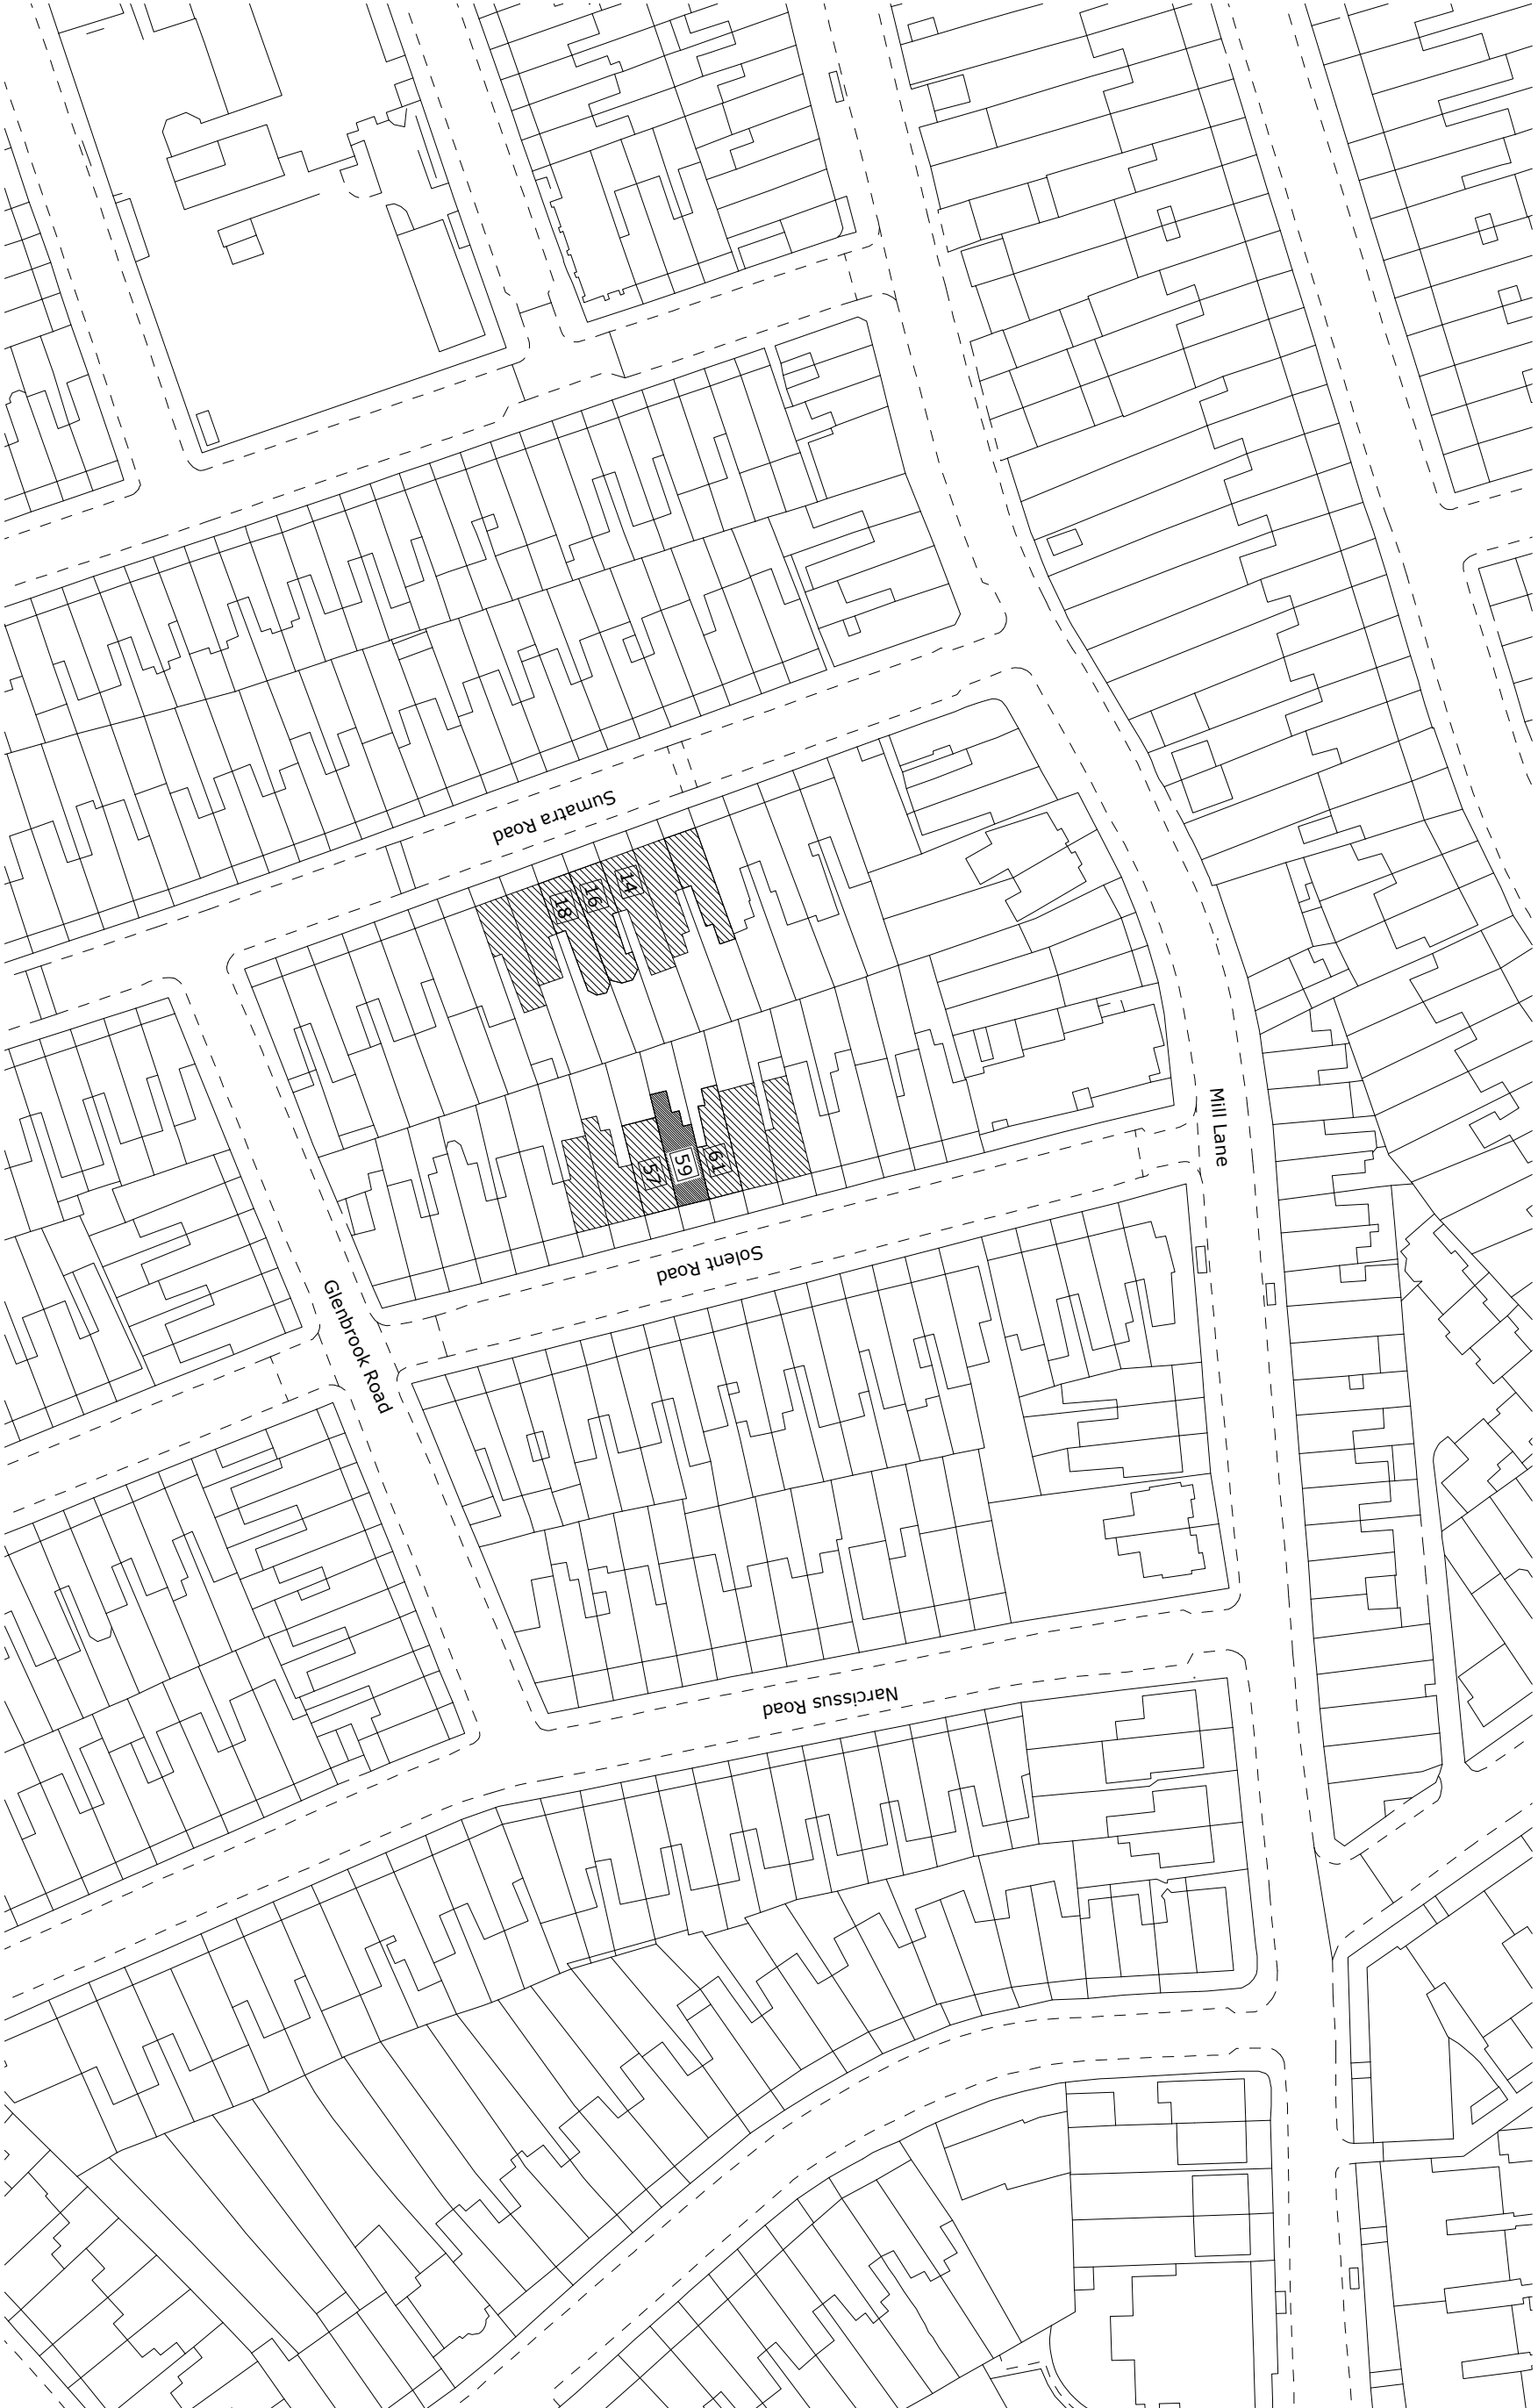 Sumatra Road
14
16
18
57
59
61
Mill Lane
Solent Road
Glenbrook Road
Narcissus Road